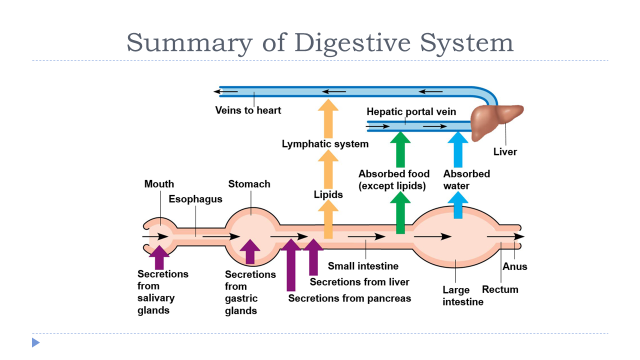 Summary of Digestive System
Veins to heart
Hepatic portal vein
Lymphatic system
Liver
Absorbed food
(except lipids)
Absorbed
water
Mouth
Esophagus
Stomach
Lipids
Small intestine
Anus
Secretions
from
salivary
glands
Secretions
from
gastric
glands
Secretions from liver
Secretions from pancreas
Large
intestine
Rectum